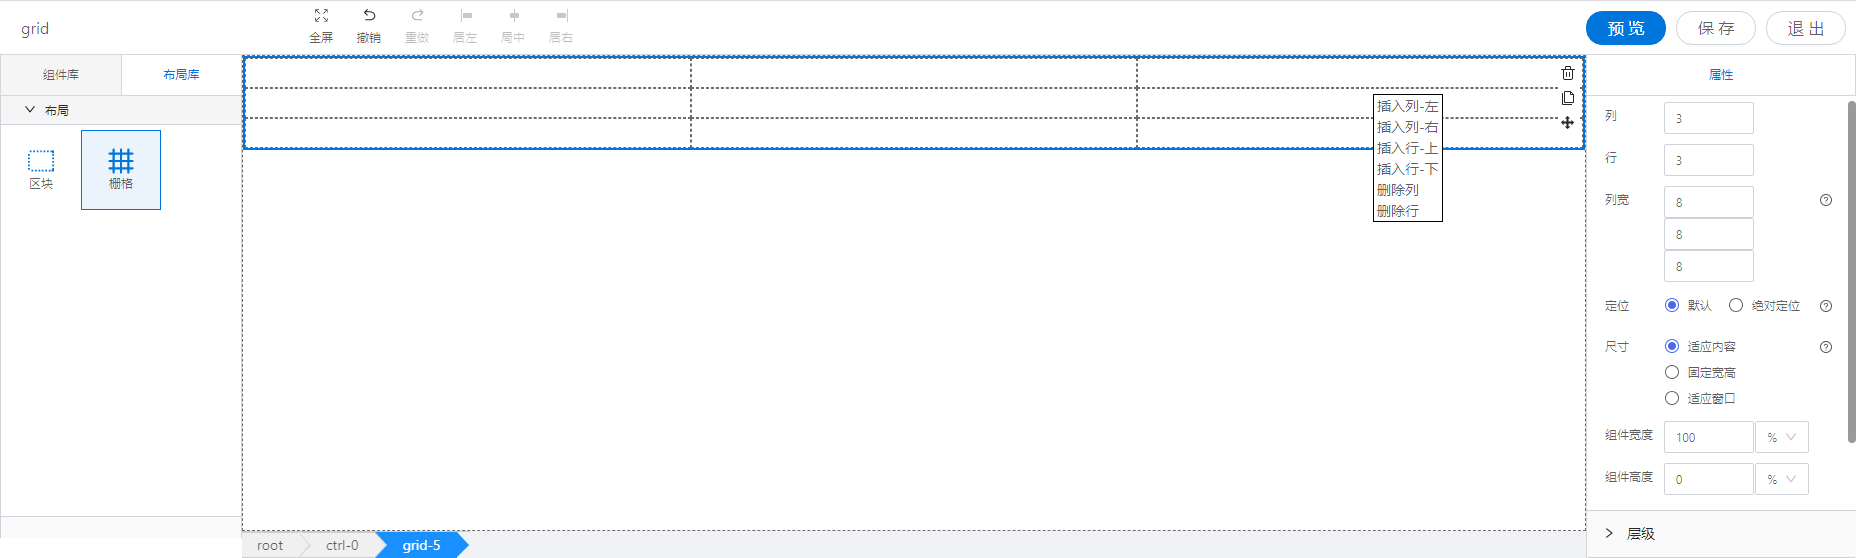 grid
全屏 撤销 重做 居左 局中 居右
预览 保存 退出
组件库 布局库
布局
区块 栅格
插入列-左
插入列-右
插入行-上
插入行-下
删除列
删除行
属性
列 3
行 3
列宽 8
8
8
定位 默认 绝对定位
尺寸 适应内容
固定宽高
适应窗口
组件宽度 100 %
组件高度 0 %
层级
root ctrl-0 grid-5